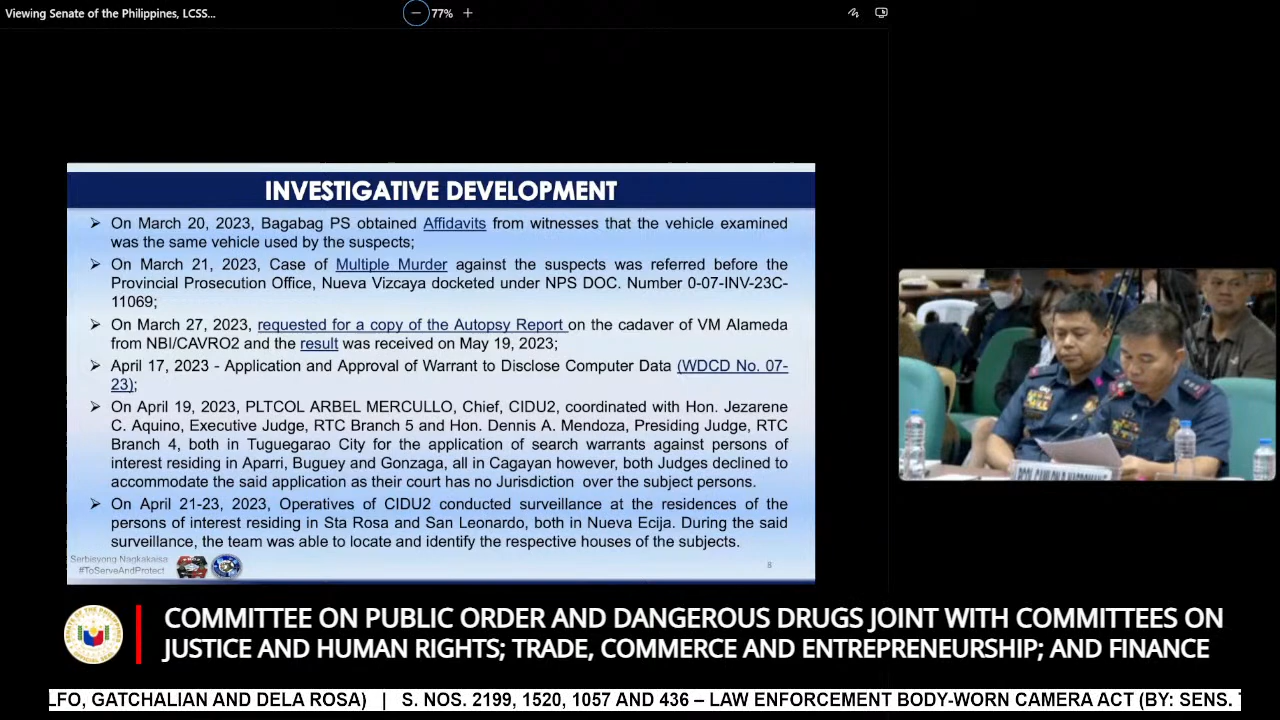 Viewing Senate of the Philippines, LCSS...
77%
INVESTIGATIVE DEVELOPMENT
On March 20, 2023, Bagabag PS obtained Affidavits from witnesses that the vehicle examined
was the same vehicle used by the suspects;
On March 21, 2023, Case of Multiple Murder against the suspects was referred before the
Provincial Prosecution Office, Nueva Vizcaya docketed under NPS DOC. Number 0-07-INV-23C-
11069;
On March 27, 2023, requested for a copy of the Autopsy Report on the cadaver of VM Alameda
from NBI/CAVRO2 and the result was received on May 19, 2023;
April 17, 2023 - Application and Approval of Warrant to Disclose Computer Data (WDCD No. 07-
23);
On April 19, 2023, PLTCOL ARBEL MERCULLO, Chief, CIDU2, coordinated with Hon. Jezarene
C. Aquino, Executive Judge, RTC Branch 5 and Hon. Dennis A. Mendoza, Presiding Judge, RTC
Branch 4, both in Tuguegarao City for the application of search warrants against persons of
interest residing in Aparri, Buguey and Gonzaga, all in Cagayan however, both Judges declined to
accommodate the said application as their court has no Jurisdiction over the subject persons.
On April 21-23, 2023, Operatives of CIDU2 conducted surveillance at the residences of the
persons of interest residing in Sta Rosa and San Leonardo, both in Nueva Ecija. During the said
surveillance, the team was able to locate and identify the respective houses of the subjects.
Serbisyong Nagkakaisa
#ToServeAndProtect
8
COMMITTEE ON PUBLIC ORDER AND DANGEROUS DRUGS JOINT WITH COMMITTEES ON
JUSTICE AND HUMAN RIGHTS; TRADE, COMMERCE AND ENTREPRENEURSHIP; AND FINANCE
LFO, GATCHALIAN AND DELA ROSA) | S. NOS. 2199, 1520, 1057 AND 436 – LAW ENFORCEMENT BODY-WORN CAMERA ACT (BY: SENS.